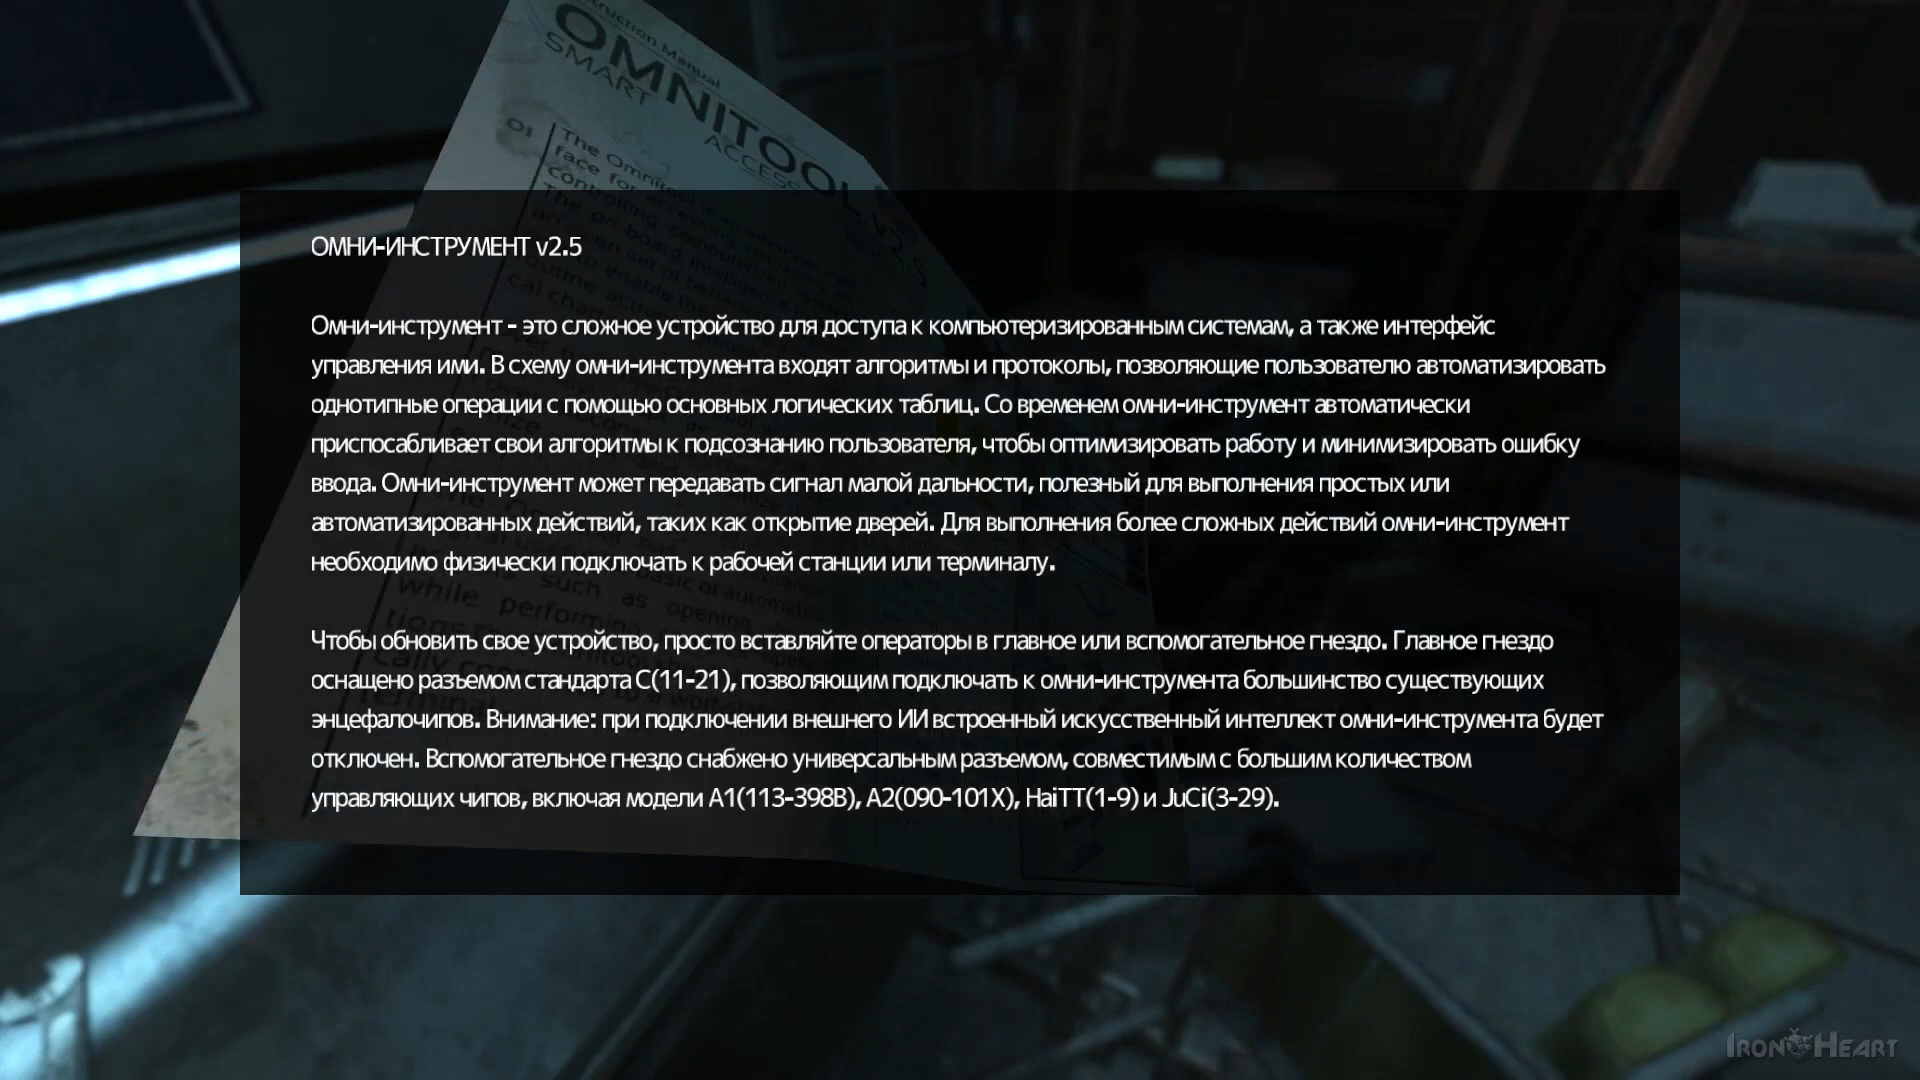 Instruction Manual
OMNITOOL v2.5
SMART
ACCESS
01
ОМНИ-ИНСТРУМЕНТ v2.5
Омни-инструмент - это сложное устройство для доступа к компьютеризированным системам, а также интерфейс
управления ими. В схему омни-инструмента входят алгоритмы и протоколы, позволяющие пользователю автоматизировать
однотипные операции с помощью основных логических таблиц. Со временем омни-инструмент автоматически
приспосабливает свои алгоритмы к подсознанию пользователя, чтобы оптимизировать работу и минимизировать ошибку
ввода. Омни-инструмент может передавать сигнал малой дальности, полезный для выполнения простых или
автоматизированных действий, таких как открытие дверей. Для выполнения более сложных действий омни-инструмент
необходимо физически подключать к рабочей станции или терминалу.
Чтобы обновить свое устройство, просто вставляйте операторы в главное или вспомогательное гнездо. Главное гнездо
оснащено разъемом стандарта C(11-21), позволяющим подключать к омни-инструмента большинство существующих
энцефалочипов. Внимание: при подключении внешнего ИИ встроенный искусственный интеллект омни-инструмента будет
отключен. Вспомогательное гнездо снабжено универсальным разъемом, совместимым с большим количеством
управляющих чипов, включая модели A1(113-398B), A2(090-101X), HaiTT(1-9) и JuCi(3-29).
IRON HEART